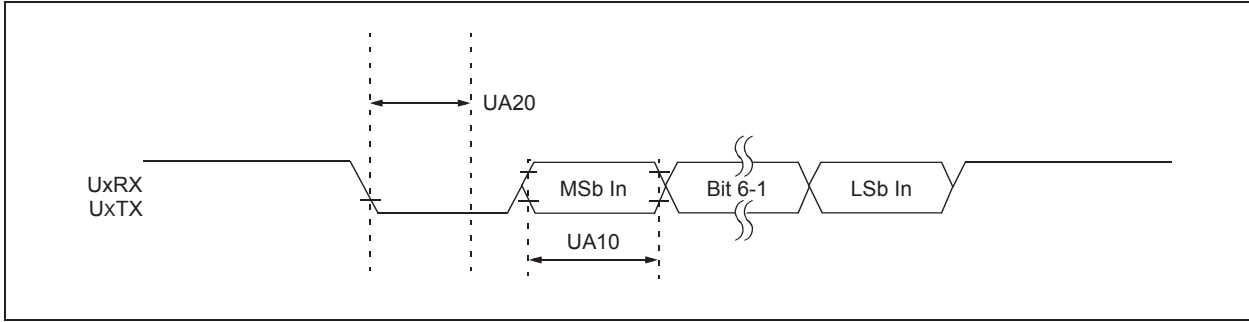 UA20
UxRX
UxTX
MSb In
Bit 6-1
LSb In
UA10